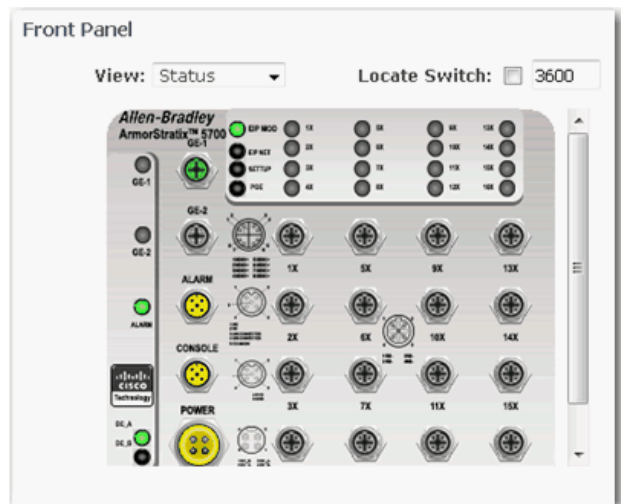 Front Panel
View: Status
Locate Switch: 3600
Allen-Bradley
ArmorStratix™ 5700
EIP MOD
EIP NET
SETUP
POE
1X
2X
3X
4X
5X
6X
7X
8X
9X
10X
11X
12X
13X
14X
15X
16X
GE-1
GE-1
GE-2
GE-2
ALARM
ALARM
CONSOLE
CISCO
Technology
POWER
DC_A
DC_B
1X
5X
9X
13X
2X
6X
10X
14X
3X
7X
11X
15X